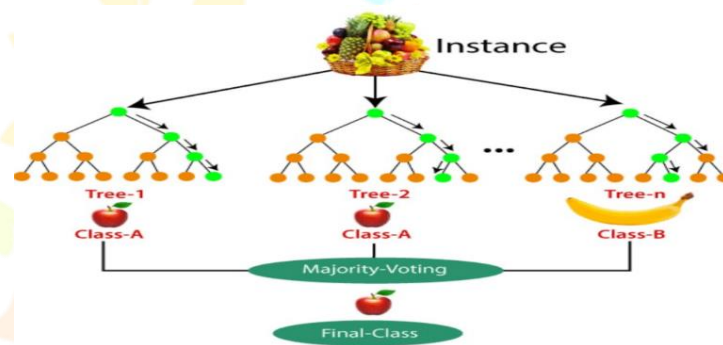 Instance
...
Tree-1 Tree-2 Tree-n
Class-A Class-A Class-B
Majority-Voting
Final-Class